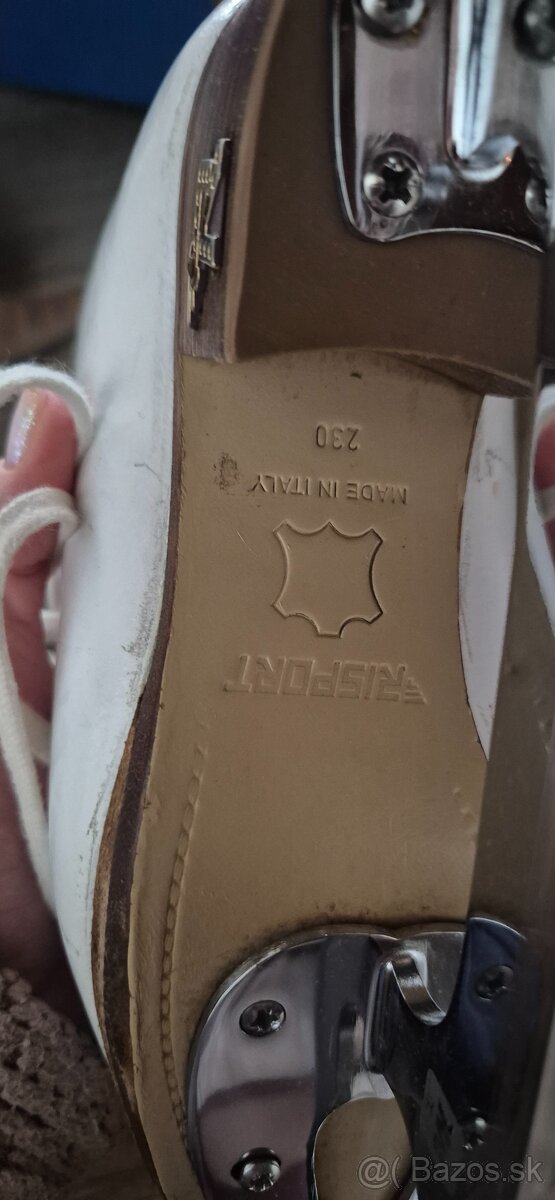 RISPORT
MADE IN ITALY
230
@( Bazos.sk